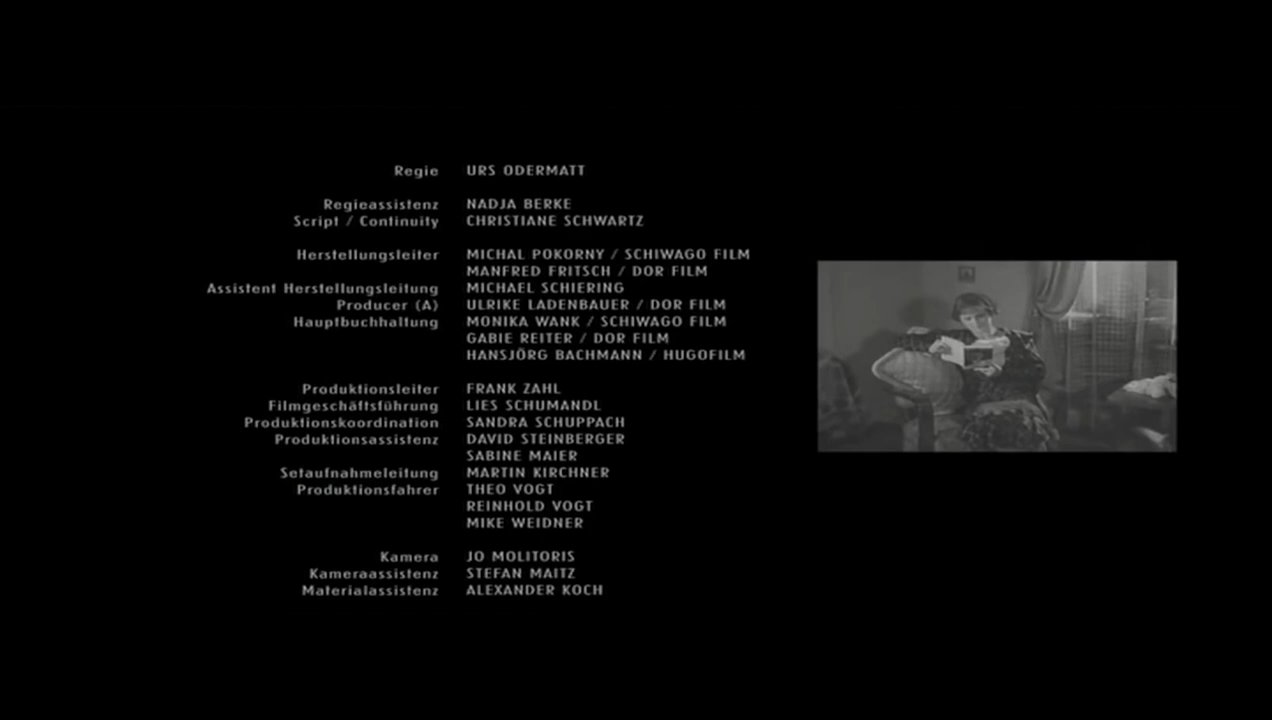 Regie URS ODERMATT
Regieassistenz NADJA BERKE
Script / Continuity CHRISTIANE SCHWARTZ
Herstellungsleiter MICHAL POKORNY / SCHIWAGO FILM
MANFRED FRITSCH / DOR FILM
Assistent Herstellungsleitung MICHAEL SCHIERING
Producer (A) ULRIKE LADENBAUER / DOR FILM
Hauptbuchhaltung MONIKA WANK / SCHIWAGO FILM
GABIE REITER / DOR FILM
HANSJÖRG BACHMANN / HUGOFILM
Produktionsleiter FRANK ZAHL
Filmgeschäftsführung LIES SCHUMANDL
Produktionskoordination SANDRA SCHUPPACH
Produktionsassistenz DAVID STEINBERGER
SABINE MAIER
Setaufnahmeleitung MARTIN KIRCHNER
Produktionsfahrer THEO VOGT
REINHOLD VOGT
MIKE WEIDNER
Kamera JO MOLITORIS
Kameraassistenz STEFAN MAITZ
Materialassistenz ALEXANDER KOCH